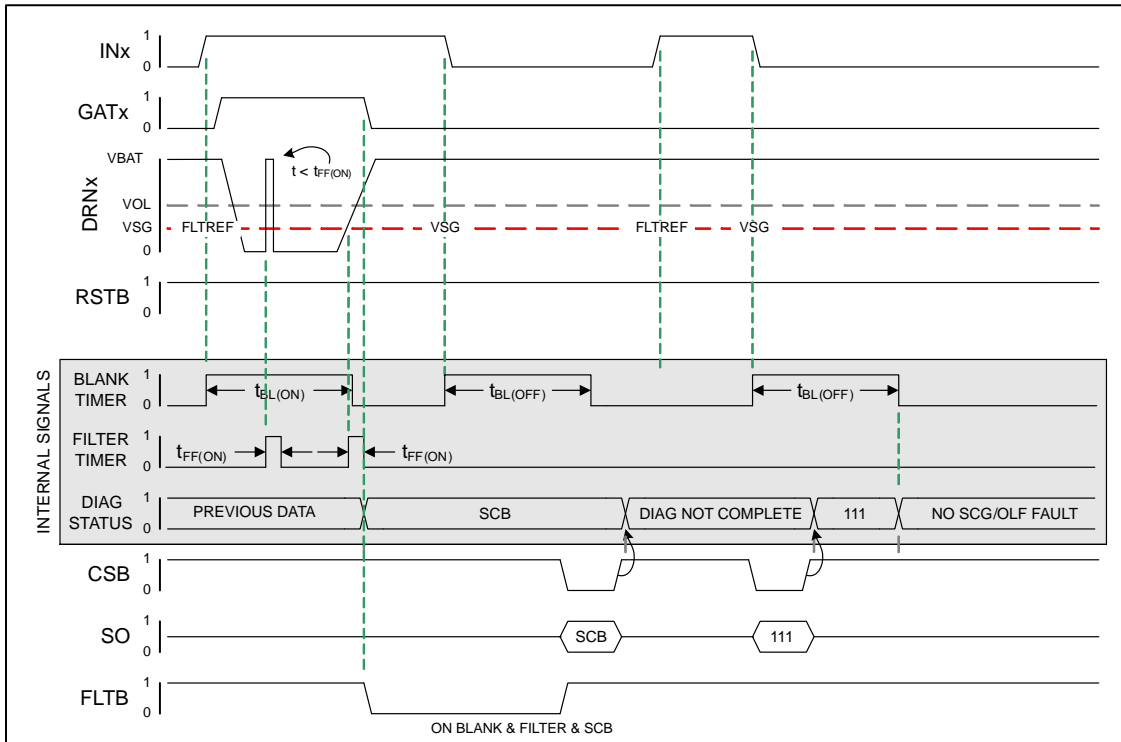 INx
1
0
GATx
1
0
DRNx
VBAT
VOL
VSG
t < tFF(ON)
FLTREF
VSG
FLTREF
VSG
RSTB
1
0
INTERNAL SIGNALS
BLANK
TIMER
1
0
tBL(ON)
tBL(OFF)
tBL(OFF)
FILTER
TIMER
1
0
tFF(ON)
tFF(ON)
DIAG
STATUS
1
0
PREVIOUS DATA
SCB
DIAG NOT COMPLETE
111
NO SCG/OLF FAULT
CSB
1
0
SO
1
0
SCB
111
FLTB
1
0
ON BLANK & FILTER & SCB